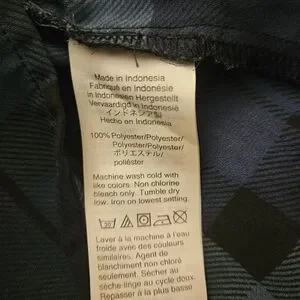 Made in Indonesia
Fabriqué en Indonésie
in Indonesien Hergestellt
Vervaardigd in Indonesië
インドネシア製
Hecho en Indonesia
100% Polyester/Polyester/
Polyester/Polyester/
ポリエステル/
poliéster
Machine wash cold with
like colors. Non chlorine
bleach only. Tumble dry
low. Iron on lowest setting.
Laver à la machine à l'eau
froide avec des couleurs
similaires. Agent de
blanchiment non chloré
seulement. Sécher au
sèche-linge au cycle doux.
Repasser à la plus basse